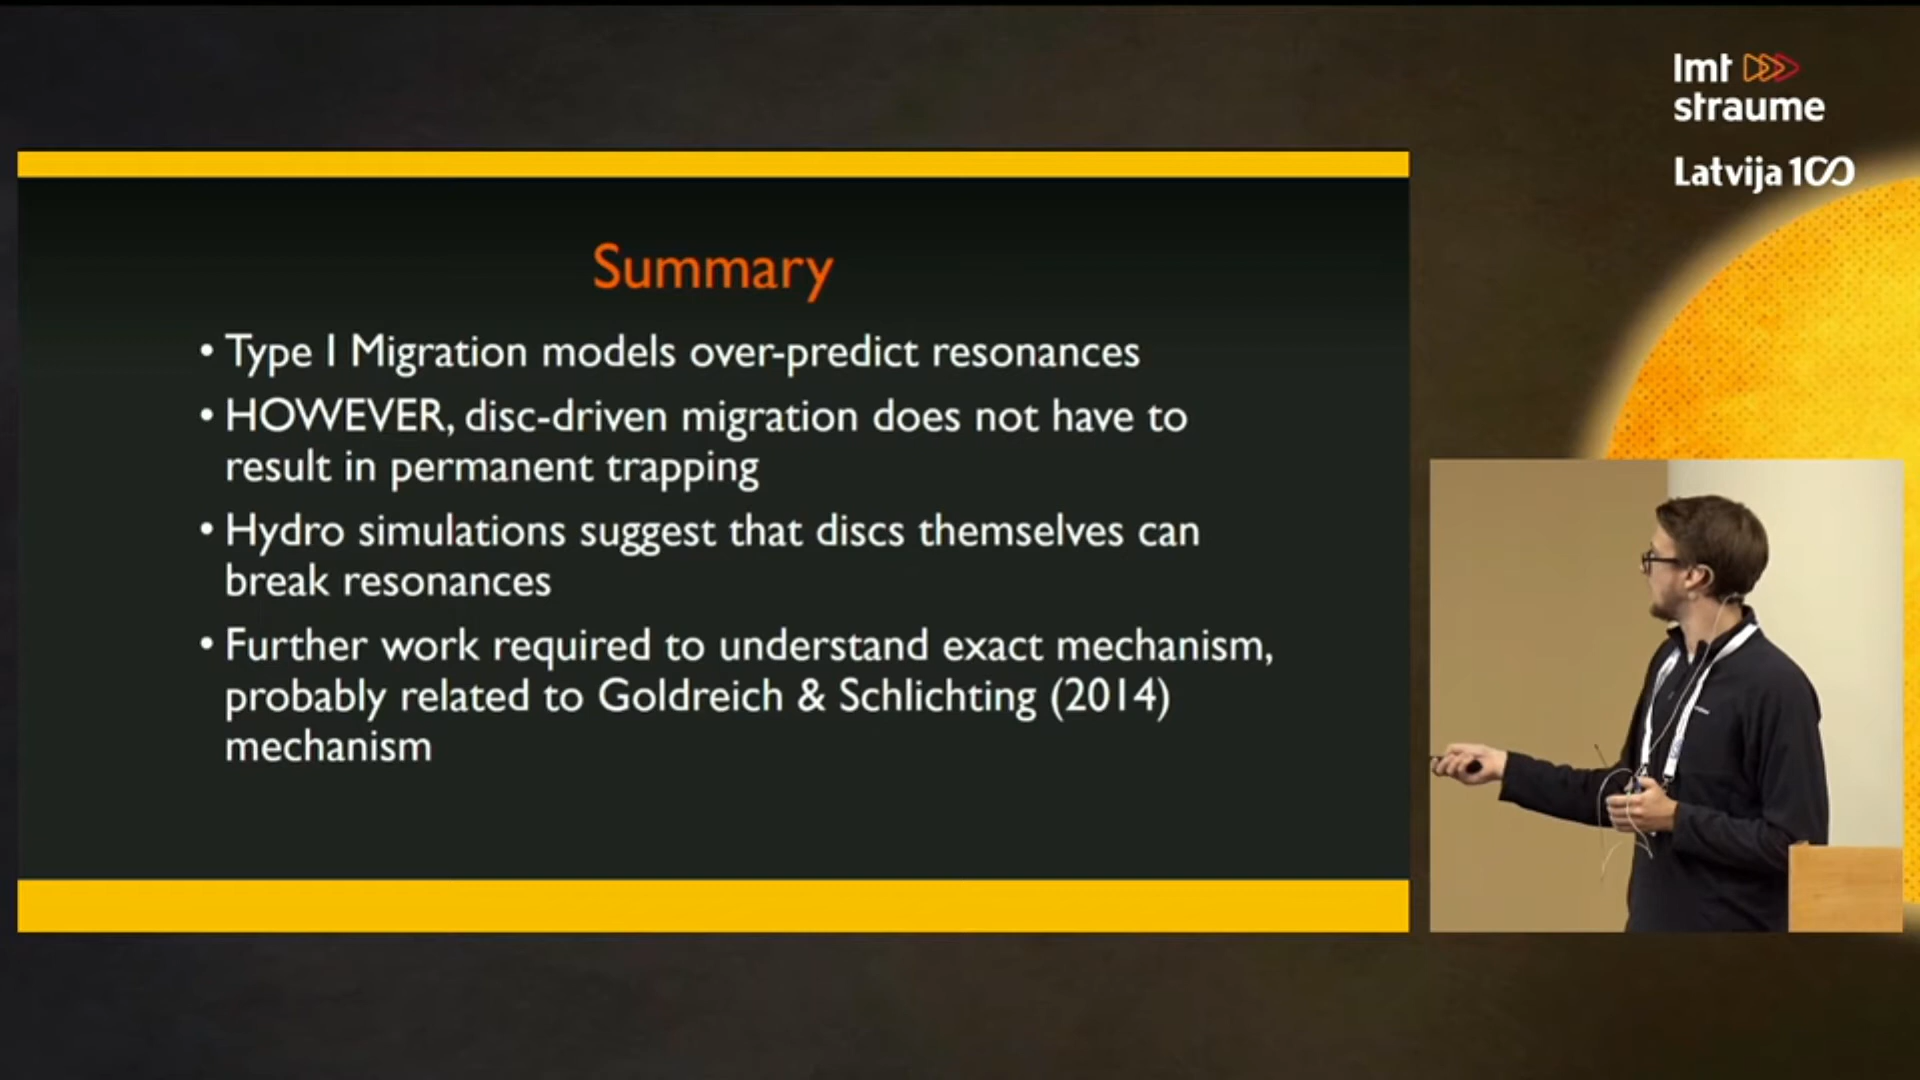 lmt
straume
Latvija 100
Summary
• Type I Migration models over-predict resonances
• HOWEVER, disc-driven migration does not have to
result in permanent trapping
• Hydro simulations suggest that discs themselves can
break resonances
• Further work required to understand exact mechanism,
probably related to Goldreich & Schlichting (2014)
mechanism